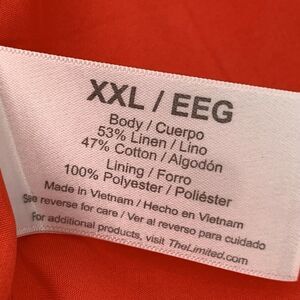 XXL / EEG
Body / Cuerpo
53% Linen / Lino
47% Cotton / Algodón
Lining / Forro
100% Polyester / Poliéster
Made in Vietnam / Hecho en Vietnam
See reverse for care / Ver al reverso para cuidado
For additional products, visit TheLimited.com